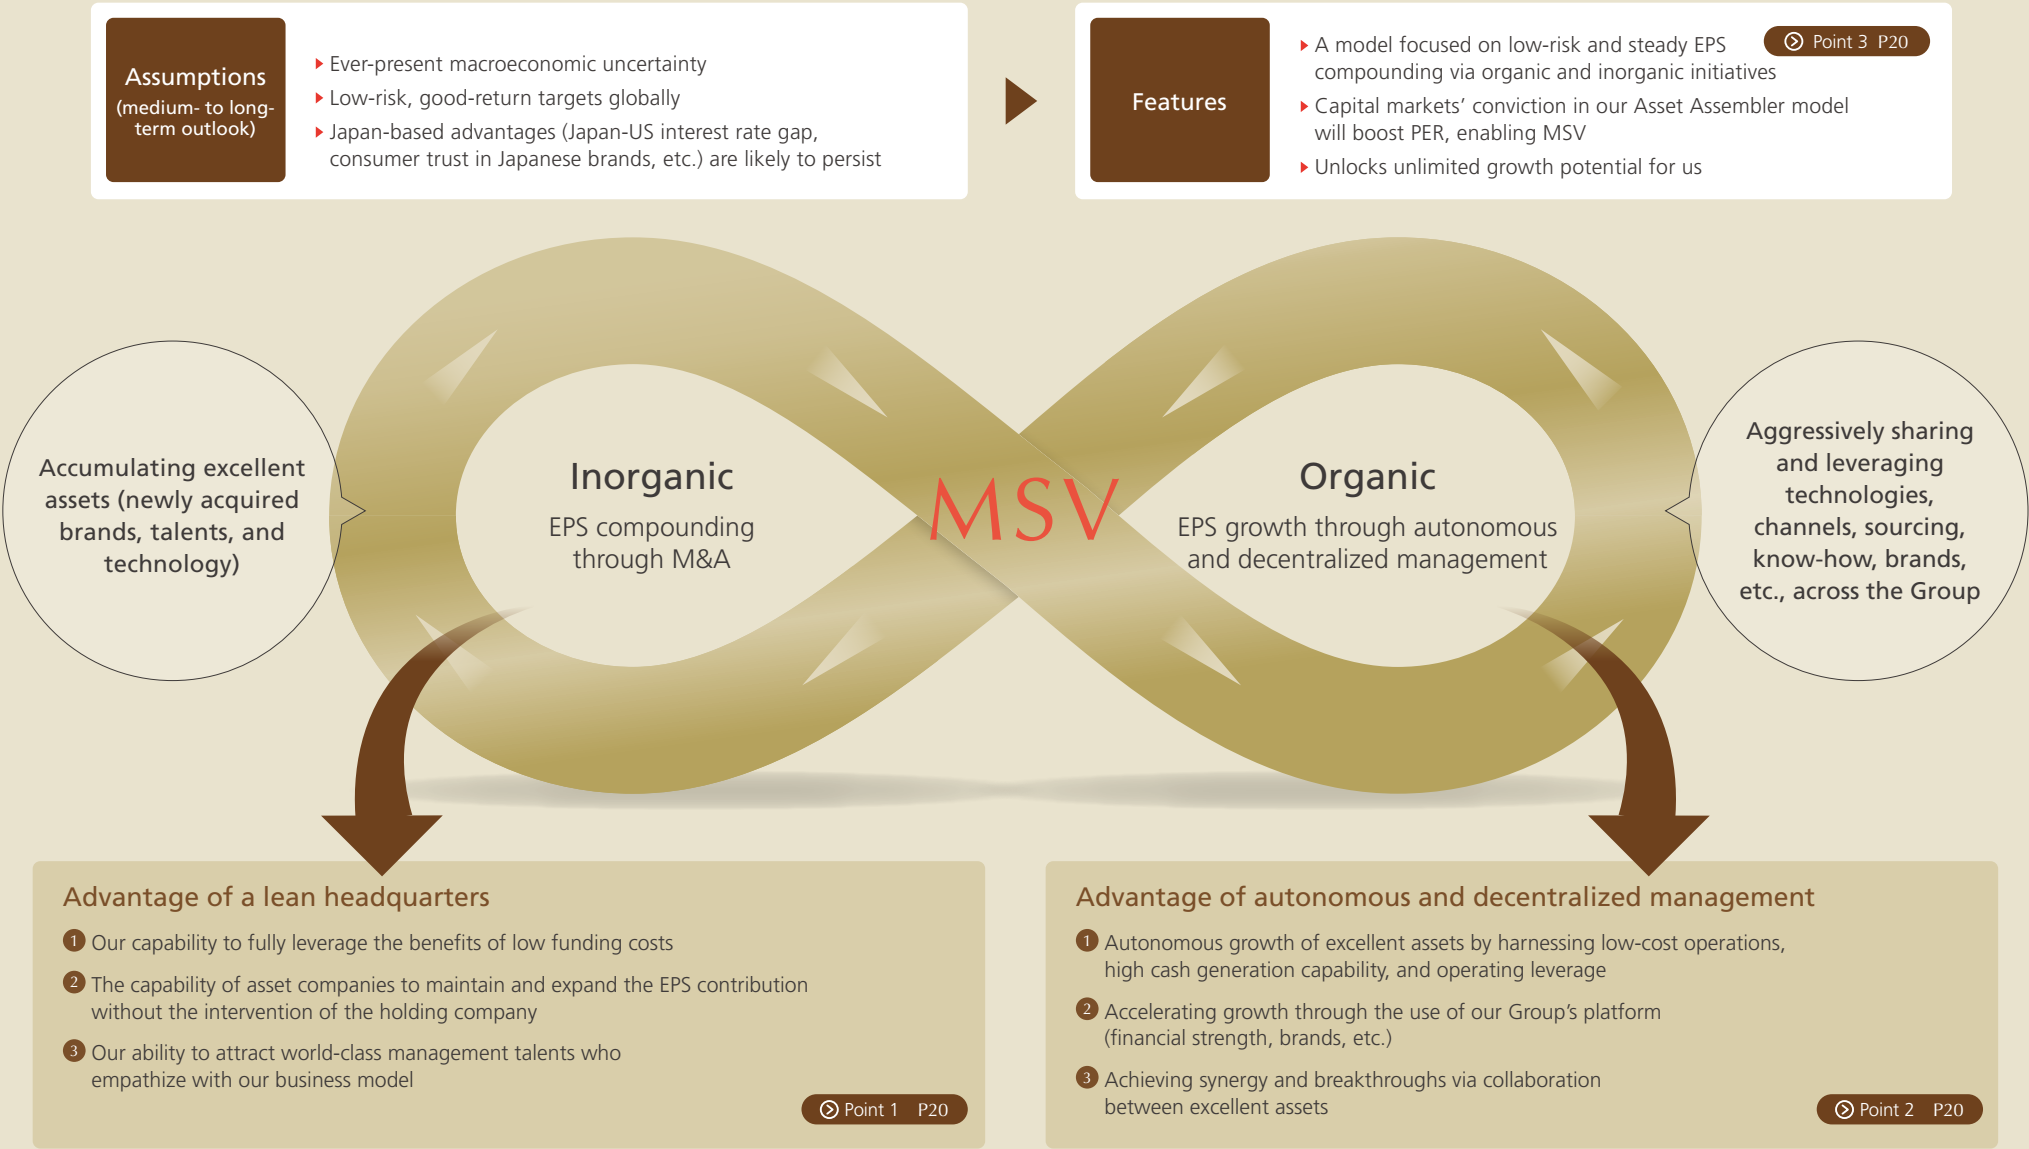 Assumptions
(medium- to long-
term outlook)
Ever-present macroeconomic uncertainty
Low-risk, good-return targets globally
Japan-based advantages (Japan-US interest rate gap,
consumer trust in Japanese brands, etc.) are likely to persist
Features
A model focused on low-risk and steady EPS
compounding via organic and inorganic initiatives
Point 3 P20
Capital markets’ conviction in our Asset Assembler model
will boost PER, enabling MSV
Unlocks unlimited growth potential for us
Accumulating excellent
assets (newly acquired
brands, talents, and
technology)
Inorganic
EPS compounding
through M&A
MSV
Organic
EPS growth through autonomous
and decentralized management
Aggressively sharing
and leveraging
technologies,
channels, sourcing,
know-how, brands,
etc., across the Group
Advantage of a lean headquarters
1 Our capability to fully leverage the benefits of low funding costs
2 The capability of asset companies to maintain and expand the EPS contribution
without the intervention of the holding company
3 Our ability to attract world-class management talents who
empathize with our business model
Point 1 P20
Advantage of autonomous and decentralized management
1 Autonomous growth of excellent assets by harnessing low-cost operations,
high cash generation capability, and operating leverage
2 Accelerating growth through the use of our Group’s platform
(financial strength, brands, etc.)
3 Achieving synergy and breakthroughs via collaboration
between excellent assets
Point 2 P20